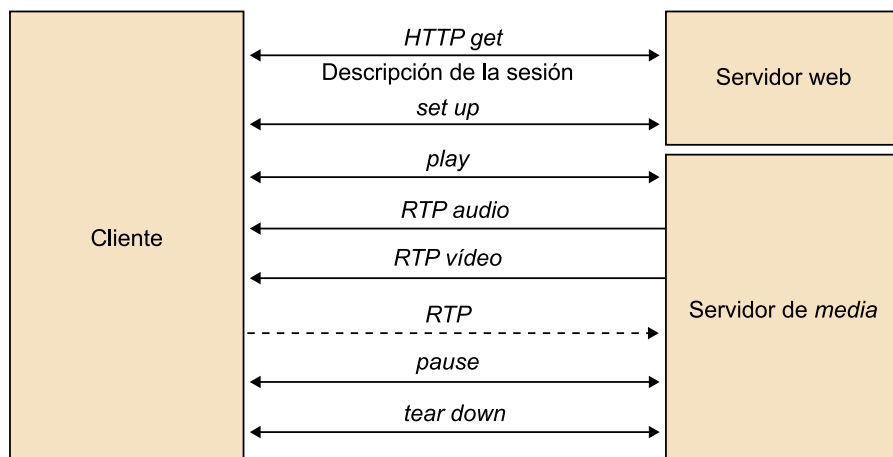 HTTP get
Descripción de la sesión
Servidor web
set up
play
RTP audio
Cliente
RTP vídeo
RTP
Servidor de media
pause
tear down